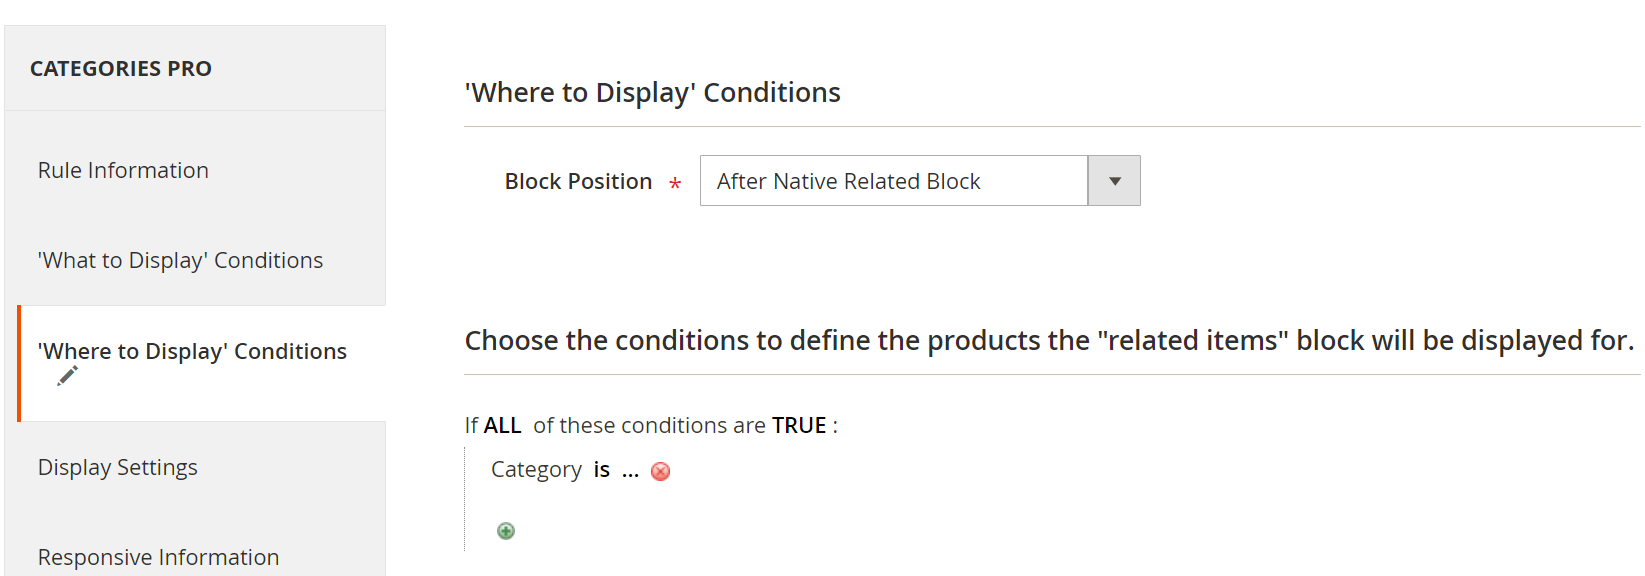 CATEGORIES PRO
Rule Information
'What to Display' Conditions
'Where to Display' Conditions
Display Settings
Responsive Information
'Where to Display' Conditions
Block Position * After Native Related Block
Choose the conditions to define the products the "related items" block will be displayed for.
If ALL of these conditions are TRUE :
Category is ...